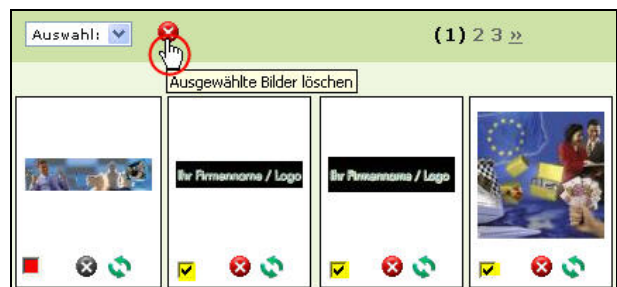 Auswahl:
(1) 2 3 »
Ausgewählte Bilder löschen
Ihr Firmenname / Logo
Ihr Firmenname / Logo